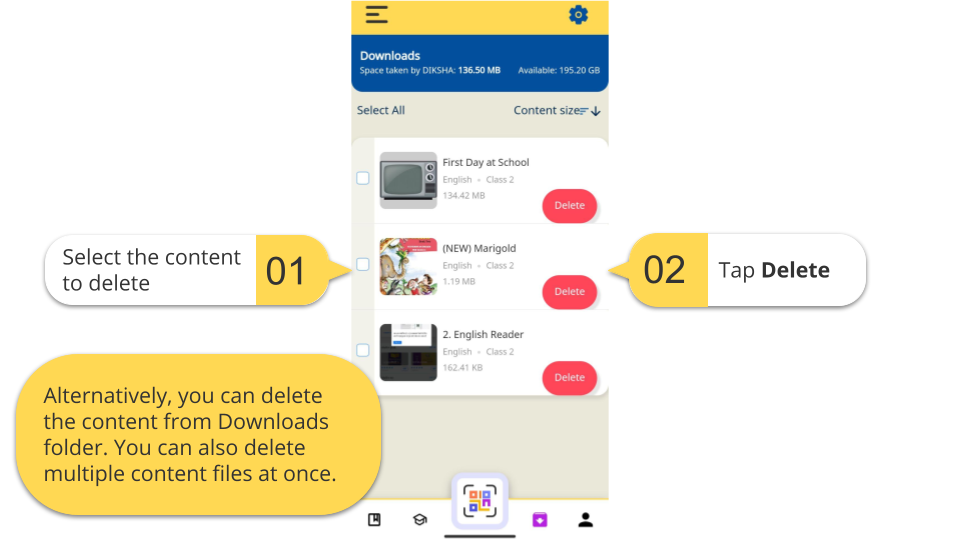 Downloads
Space taken by DIKSHA: 136.50 MB Available: 195.20 GB
Select All Content size
First Day at School
English Class 2
134.42 MB
Delete
(NEW) Marigold
English Class 2
1.19 MB
Delete
2. English Reader
English Class 2
162.41 KB
Delete
Select the content
to delete
01
02
Tap Delete
Alternatively, you can delete
the content from Downloads
folder. You can also delete
multiple content files at once.